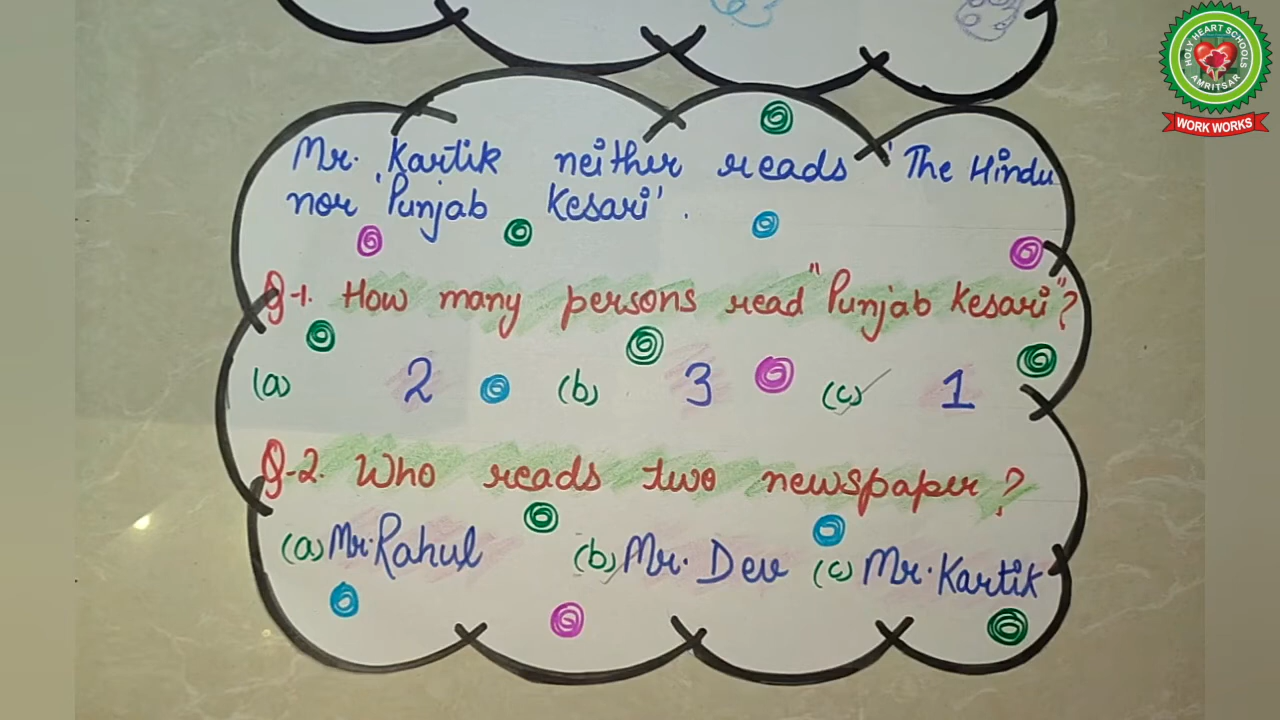 HOLY HEART SCHOOLS
AMRITSAR
WORK WORKS
Mr. Kartik neither reads 'The Hindu
nor 'Punjab Kesari'.
Q-1. How many persons read "Punjab Kesari"?
(a) 2 (b) 3 (c) 1
Q-2. Who reads two newspaper?
(a) Mr. Rahul (b) Mr. Dev (c) Mr. Kartik